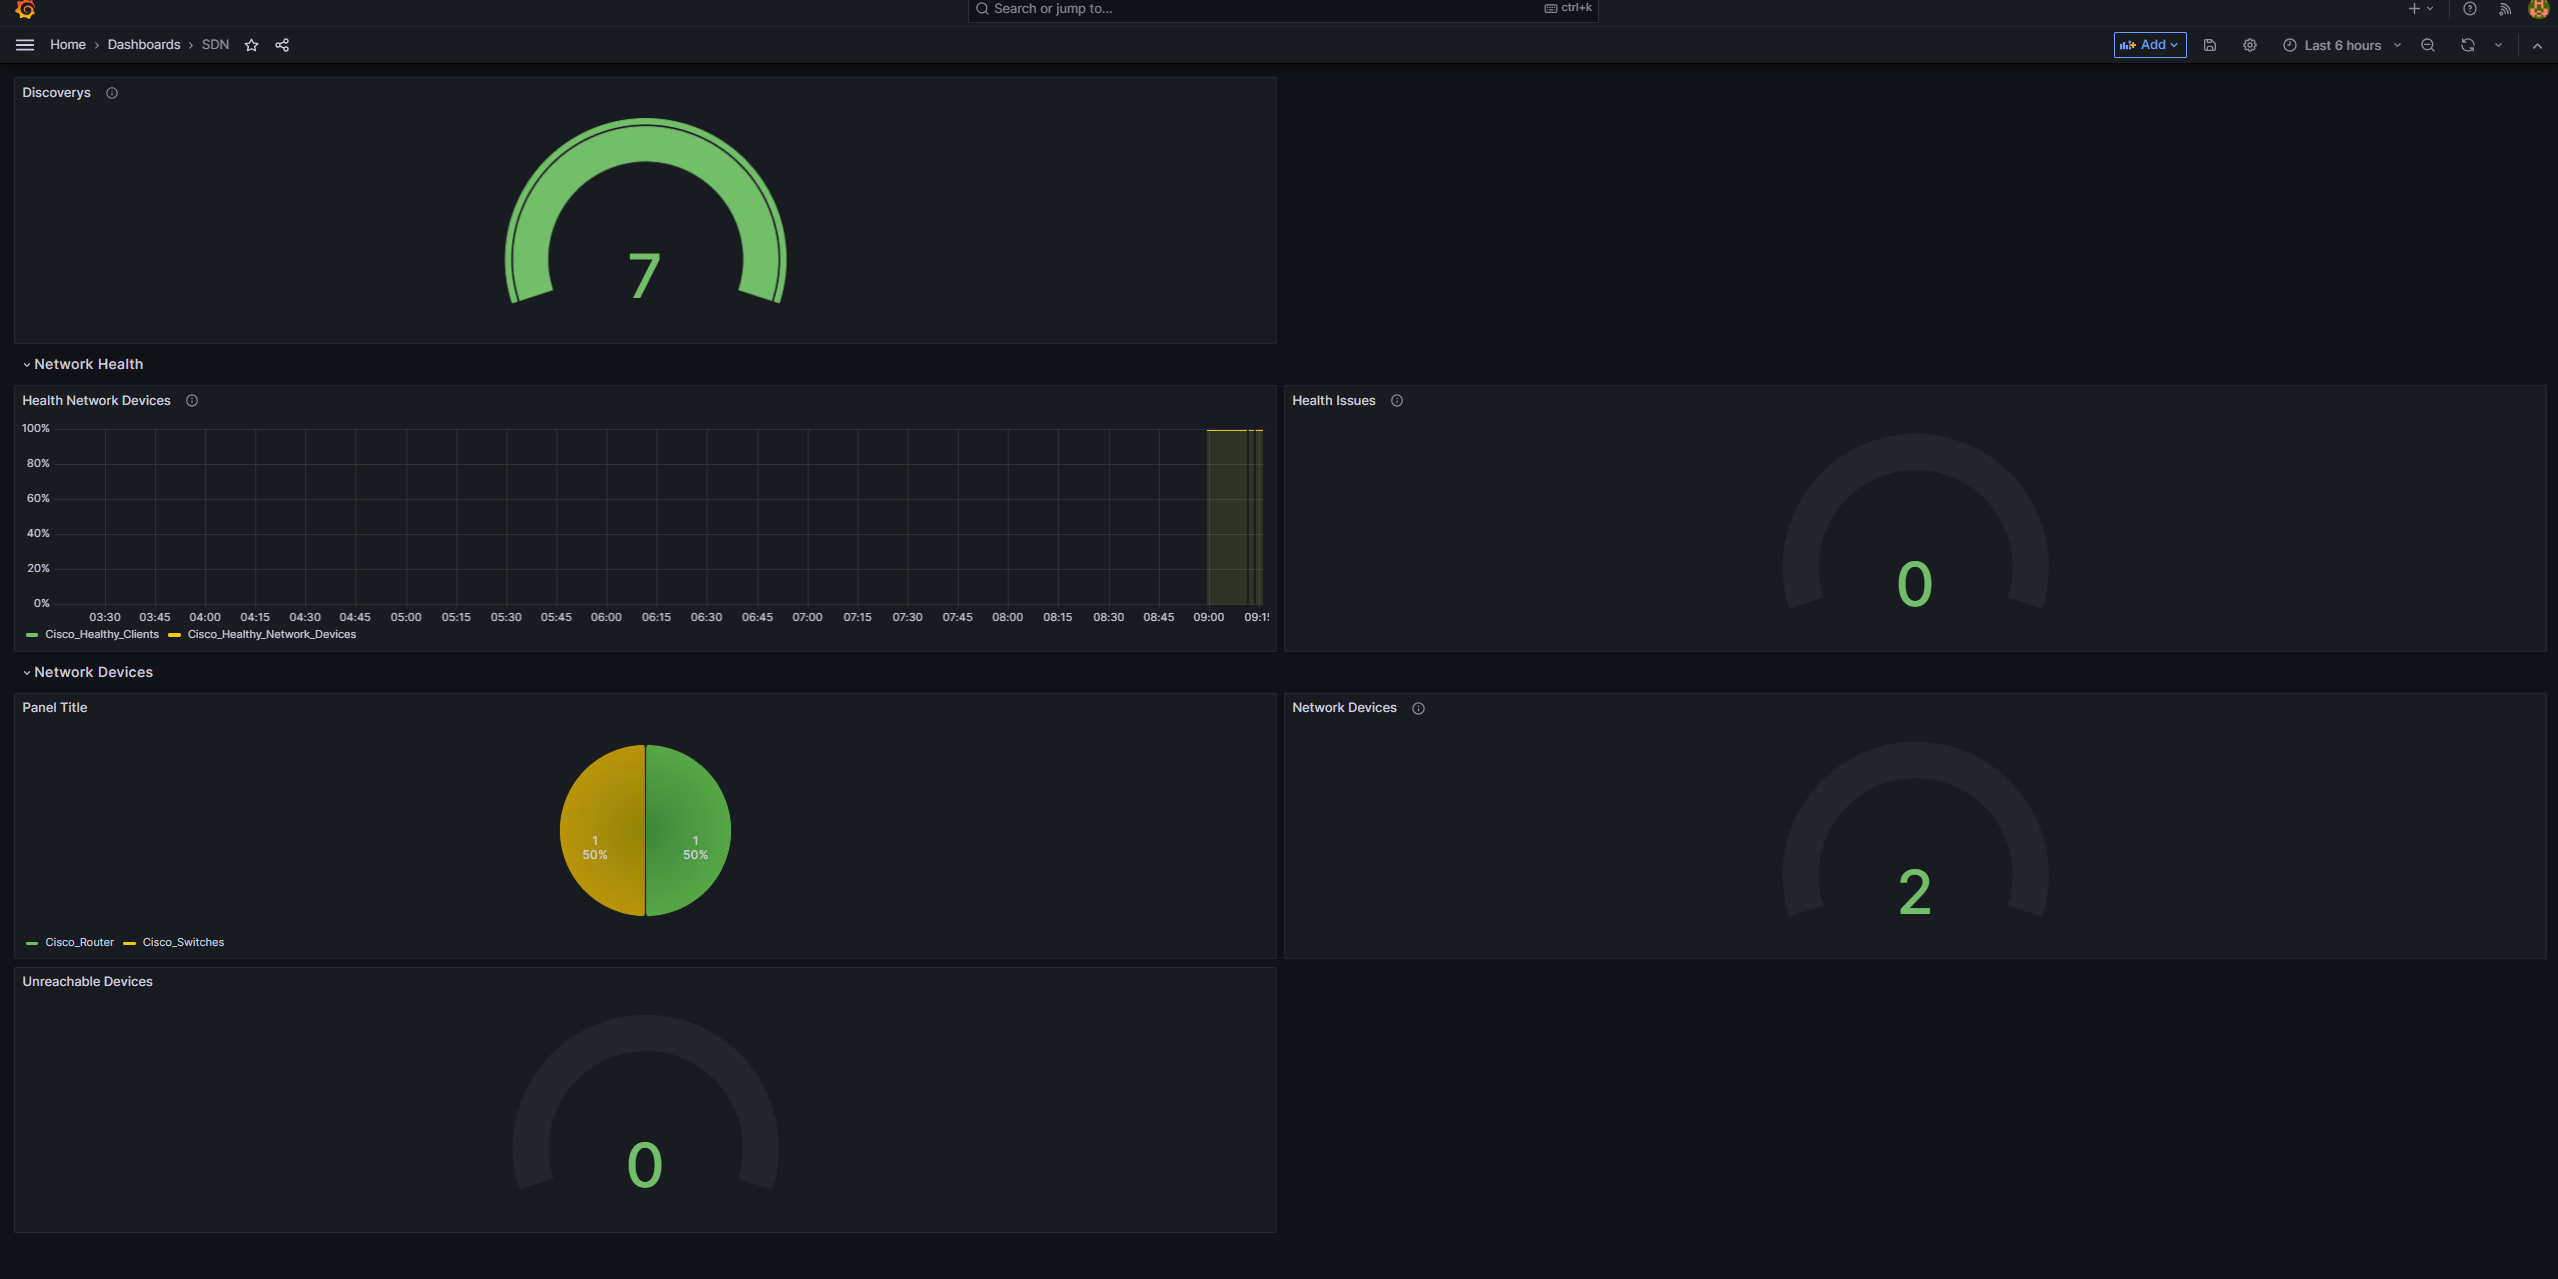 Search or jump to...
ctrl+k
Home › Dashboards › SDN
Add
Last 6 hours
Discoverys
7
Network Health
Health Network Devices
100%
80%
60%
40%
20%
0%
03:30 03:45 04:00 04:15 04:30 04:45 05:00 05:15 05:30 05:45 06:00 06:15 06:30 06:45 07:00 07:15 07:30 07:45 08:00 08:15 08:30 08:45 09:00 09:15
Cisco_Healthy_Clients Cisco_Healthy_Network_Devices
Health Issues
0
Network Devices
Panel Title
1 1
50% 50%
Cisco_Router Cisco_Switches
Network Devices
2
Unreachable Devices
0